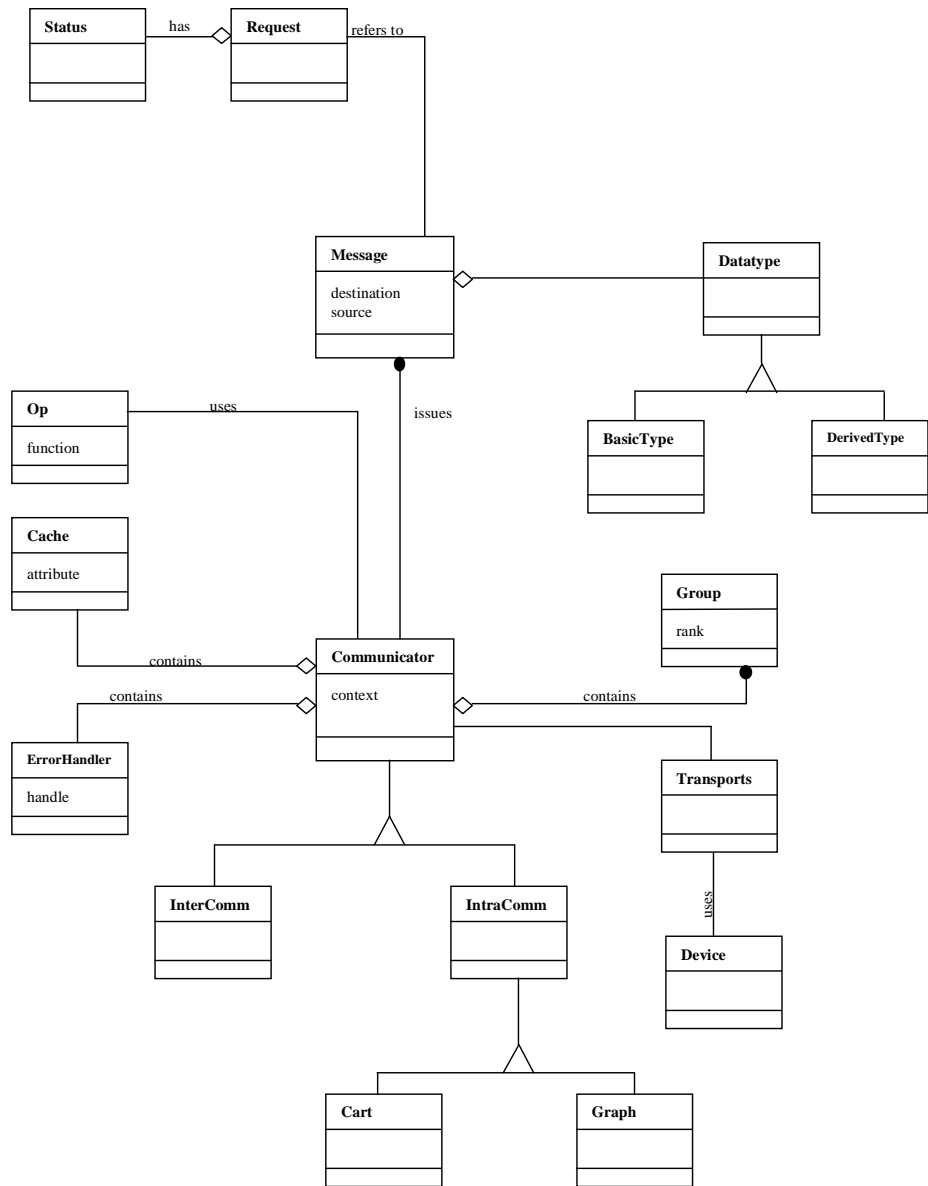 Status
has
Request
refers to
Message
destination
source
Datatype
BasicType
DerivedType
Op
function
uses
issues
Cache
attribute
Group
rank
contains
Communicator
context
contains
contains
ErrorHandler
handle
Transports
InterComm
IntraComm
uses
Device
Cart
Graph